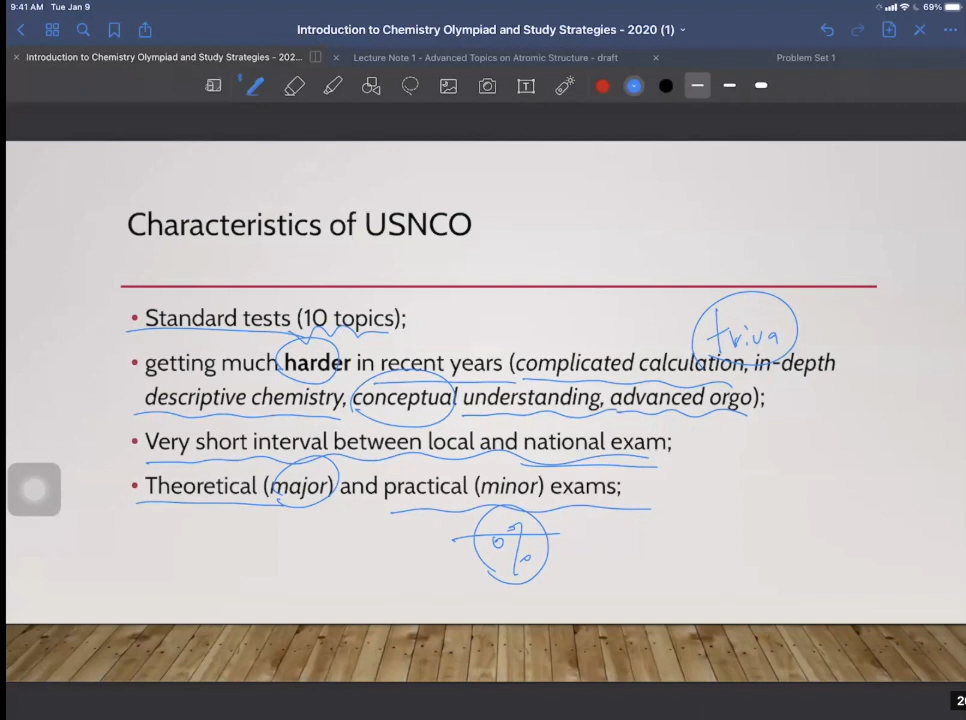 9:41 AM Tue Jan 9
69%
Introduction to Chemistry Olympiad and Study Strategies - 2020 (1)
Introduction to Chemistry Olympiad and Study Strategies - 202...
Lecture Note 1 - Advanced Topics on Atromic Structure - draft
Problem Set 1
Characteristics of USNCO
• Standard tests (10 topics);
triva
• getting much harder in recent years (complicated calculation, in-depth
descriptive chemistry, conceptual understanding, advanced orgo);
• Very short interval between local and national exam;
• Theoretical (major) and practical (minor) exams;
%